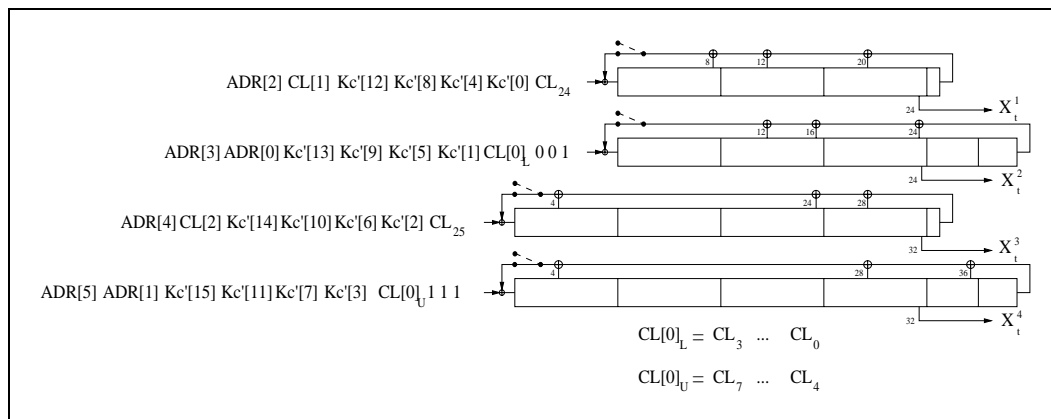 8 12 20
ADR[2] CL[1] Kc'[12] Kc'[8] Kc'[4] Kc'[0] CL24
24 X1t
12 16 24
ADR[3] ADR[0] Kc'[13] Kc'[9] Kc'[5] Kc'[1] CL[0]L 0 0 1
24 X2t
4 24 28
ADR[4] CL[2] Kc'[14] Kc'[10] Kc'[6] Kc'[2] CL25
32 X3t
4 28 36
ADR[5] ADR[1] Kc'[15] Kc'[11] Kc'[7] Kc'[3] CL[0]U 1 1 1
32 X4t
CL[0]L = CL3 ... CL0
CL[0]U = CL7 ... CL4